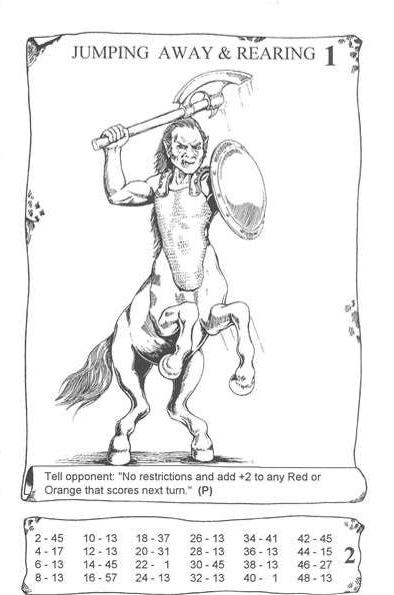 JUMPING AWAY & REARING 1
Tell opponent: "No restrictions and add +2 to any Red or
Orange that scores next turn." (P)
2 - 45 10 - 13 18 - 37 26 - 13 34 - 41 42 - 45
4 - 17 12 - 13 20 - 31 28 - 13 36 - 13 44 - 15
6 - 13 14 - 45 22 - 1 30 - 45 38 - 13 46 - 27
8 - 13 16 - 57 24 - 13 32 - 13 40 - 1 48 - 13
2